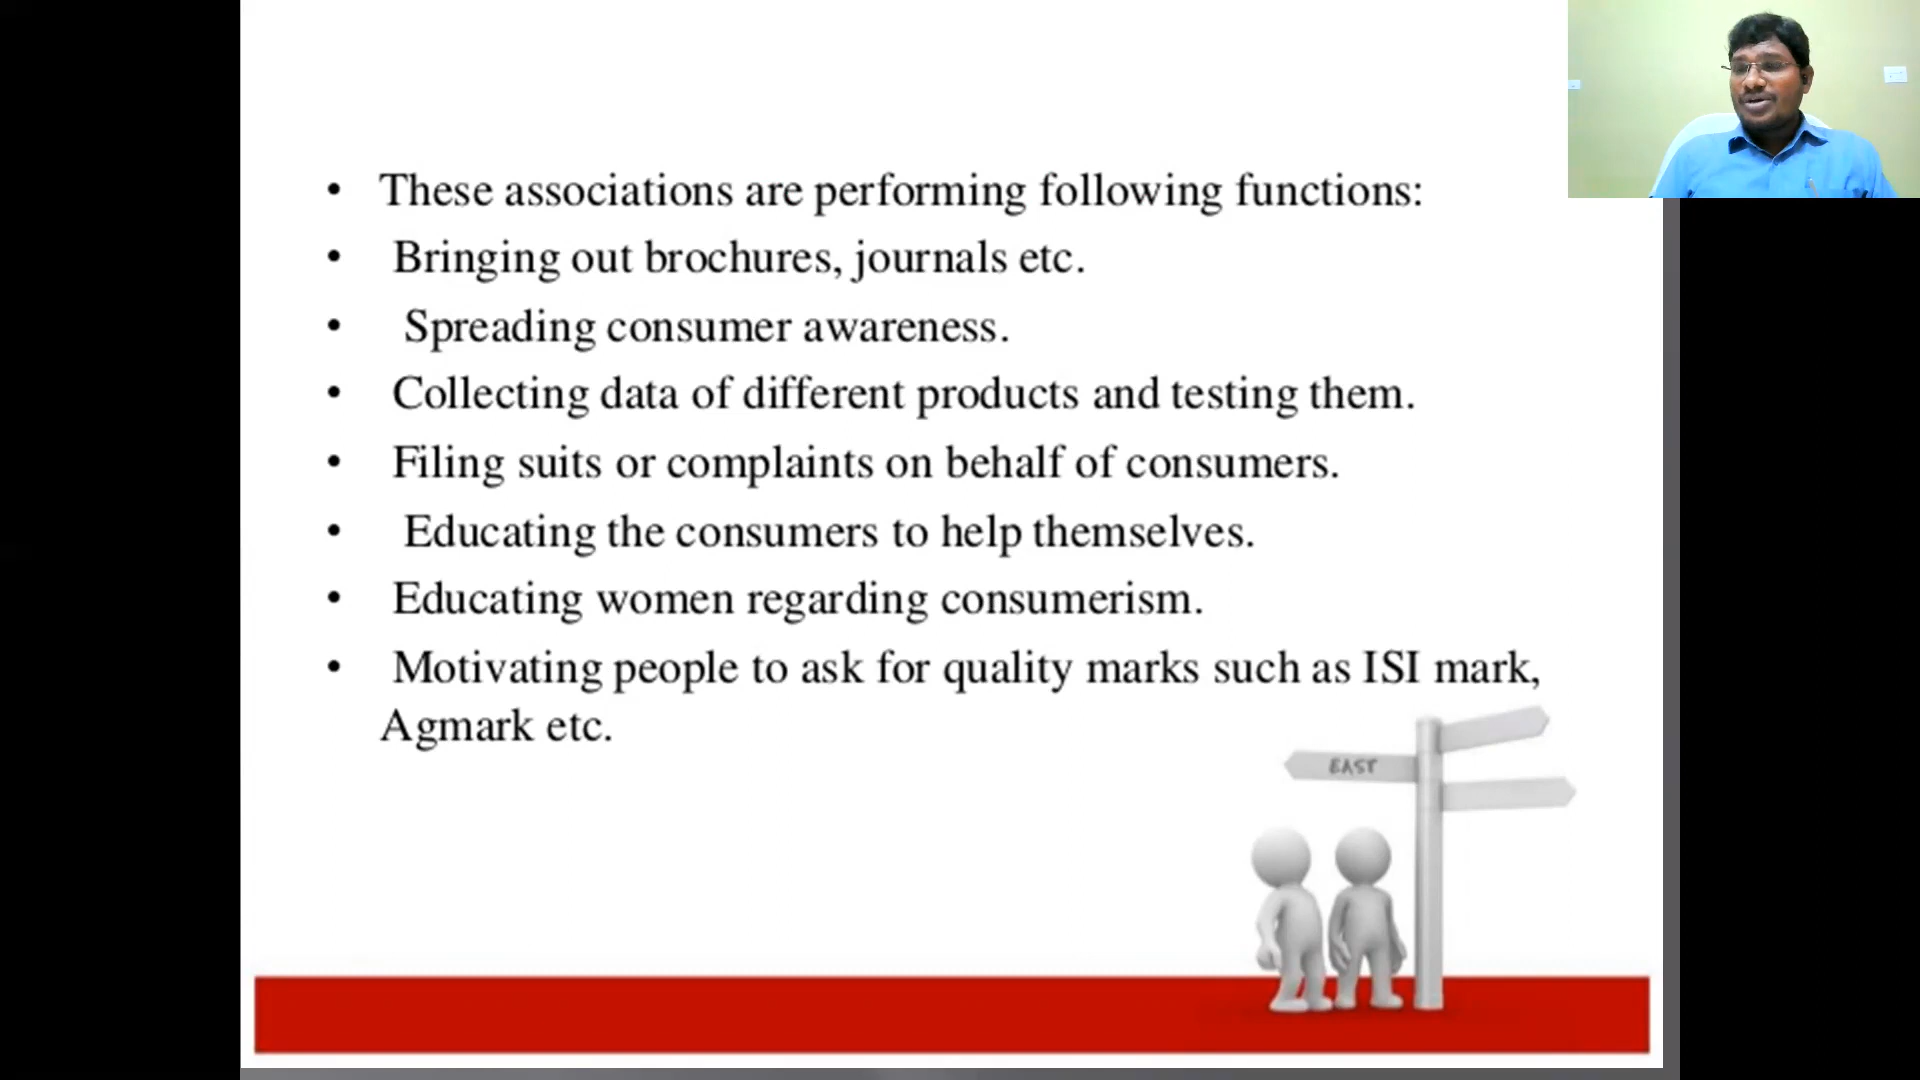 • These associations are performing following functions:
• Bringing out brochures, journals etc.
• Spreading consumer awareness.
• Collecting data of different products and testing them.
• Filing suits or complaints on behalf of consumers.
• Educating the consumers to help themselves.
• Educating women regarding consumerism.
• Motivating people to ask for quality marks such as ISI mark,
Agmark etc.
EAST